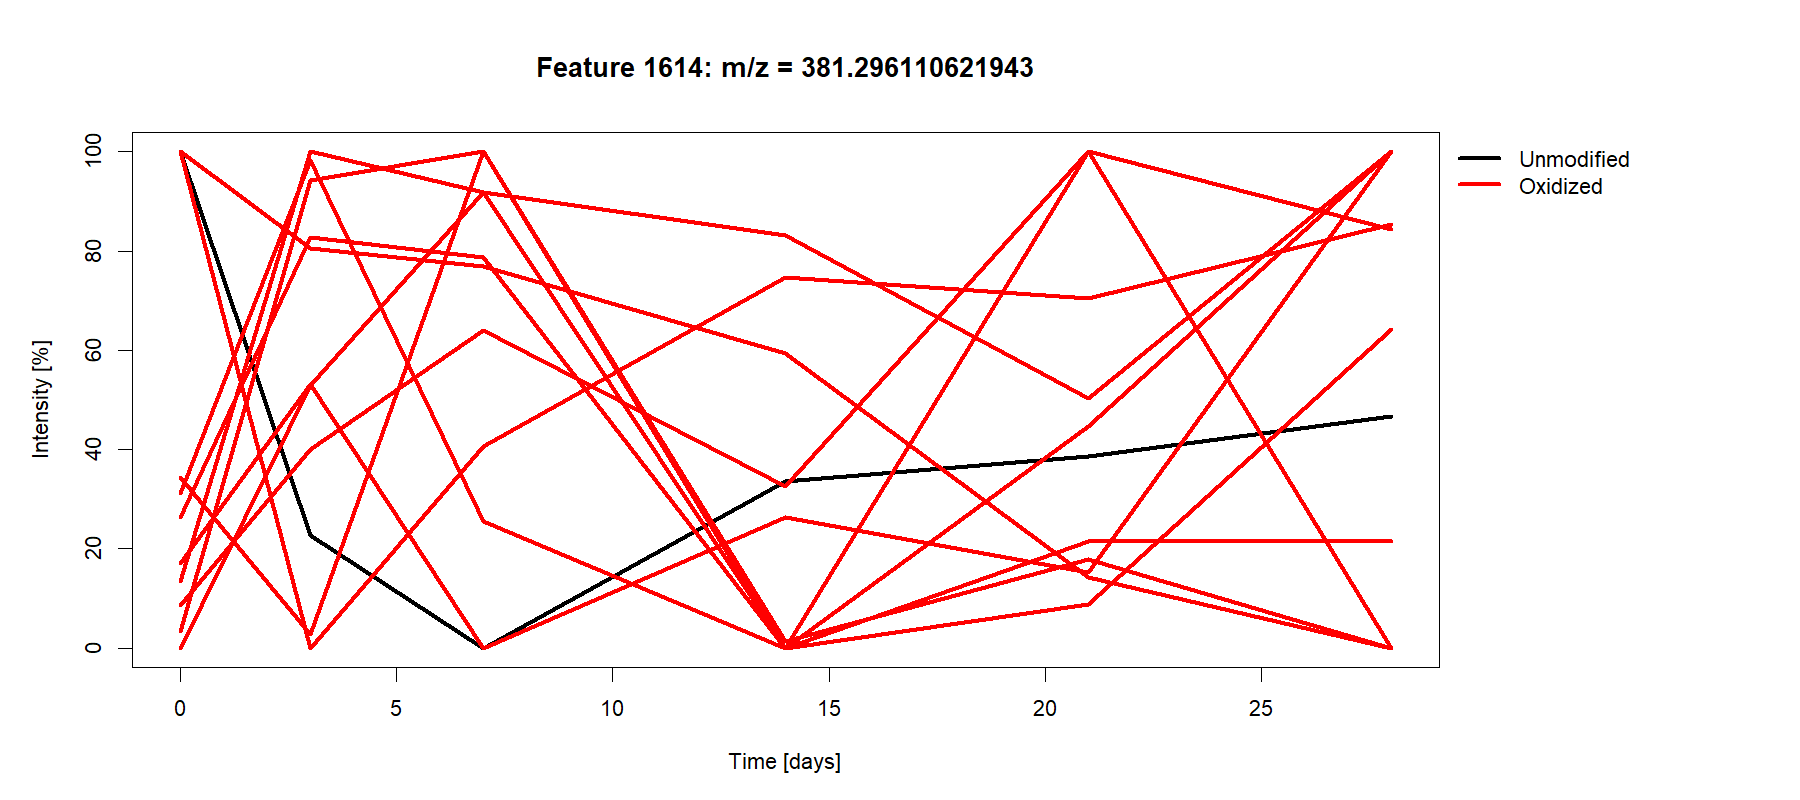 Feature 1614: m/z = 381.296110621943
Unmodified
Oxidized
Intensity [%]
100
80
60
40
20
0
0 5 10 15 20 25
Time [days]